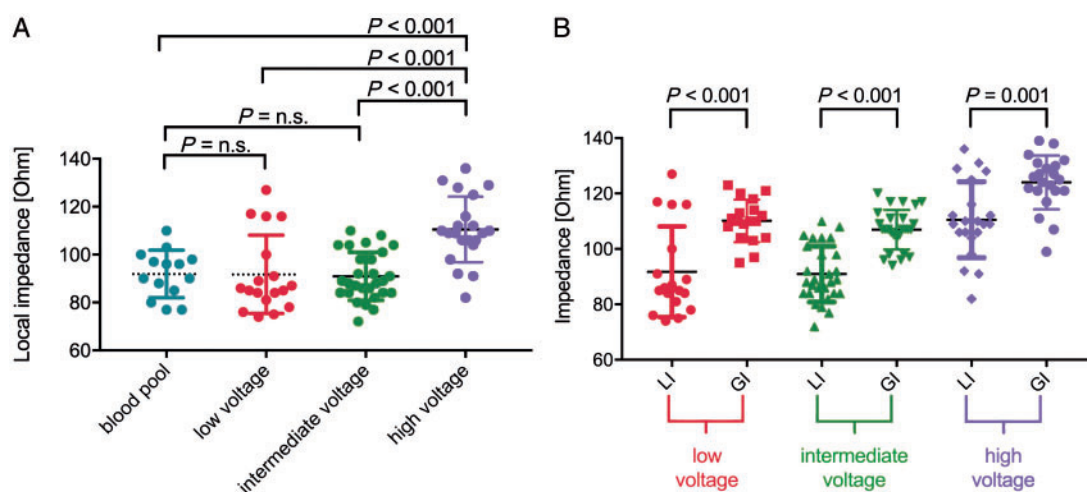 A
P < 0.001
P < 0.001
P < 0.001
P = n.s.
P = n.s.
Local impedance [Ohm]
140
120
100
80
60
blood pool
low voltage
intermediate voltage
high voltage
B
P < 0.001
P < 0.001
P = 0.001
Impedance [Ohm]
140
120
100
80
60
LI
GI
LI
GI
LI
GI
low
voltage
intermediate
voltage
high
voltage